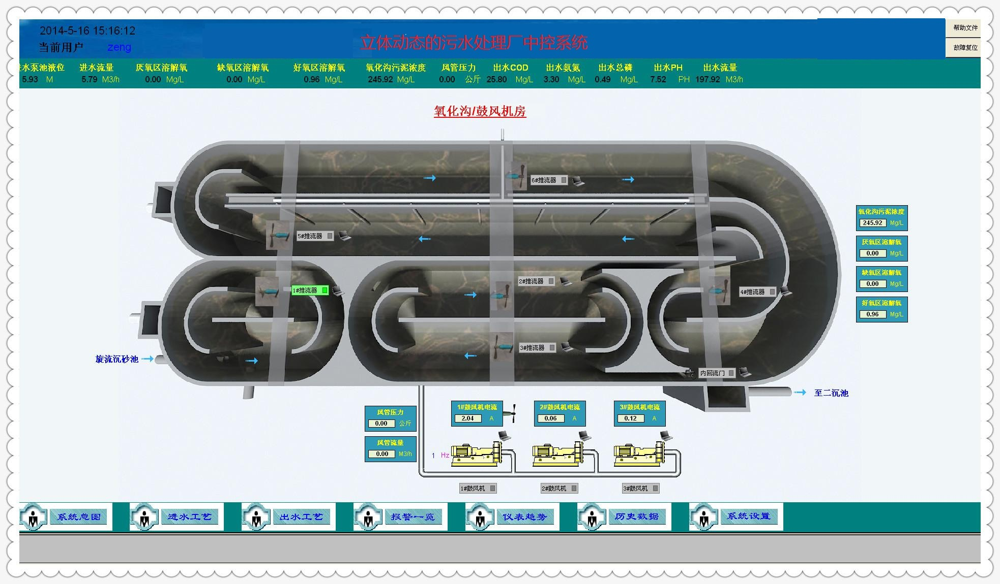 2014-5-16 15:16:12
当前用户 zeng
立体动态的污水处理厂中控系统
帮助文件
故障复位
进水泵池液位 进水流量 厌氧区溶解氧 缺氧区溶解氧 好氧区溶解氧 氧化沟污泥浓度 风管压力 出水COD 出水氨氮 出水总磷 出水PH 出水流量
5.93 M 5.79 M3/h 0.00 Mg/L 0.00 Mg/L 0.96 Mg/L 245.92 Mg/L 0.00 公斤 25.80 Mg/L 3.30 Mg/L 0.49 Mg/L 7.52 PH 197.92 M3/h
氧化沟/鼓风机房
6#推流器
5#推流器
1#推流器
2#推流器
4#推流器
3#推流器
内回流门
旋流沉砂池
至二沉池
氧化沟污泥浓度
245.92 Mg/L
厌氧区溶解氧
0.00 Mg/L
缺氧区溶解氧
0.00 Mg/L
好氧区溶解氧
0.96 Mg/L
风管压力
0.00 公斤
风管流量
0.00 M3/h
1#鼓风机电流
2.04 A
2#鼓风机电流
0.06 A
3#鼓风机电流
0.12 A
1 Hz
1#鼓风机
2#鼓风机
3#鼓风机
系统总图 进水工艺 出水工艺 报警一览 仪表趋势 历史数据 系统设置